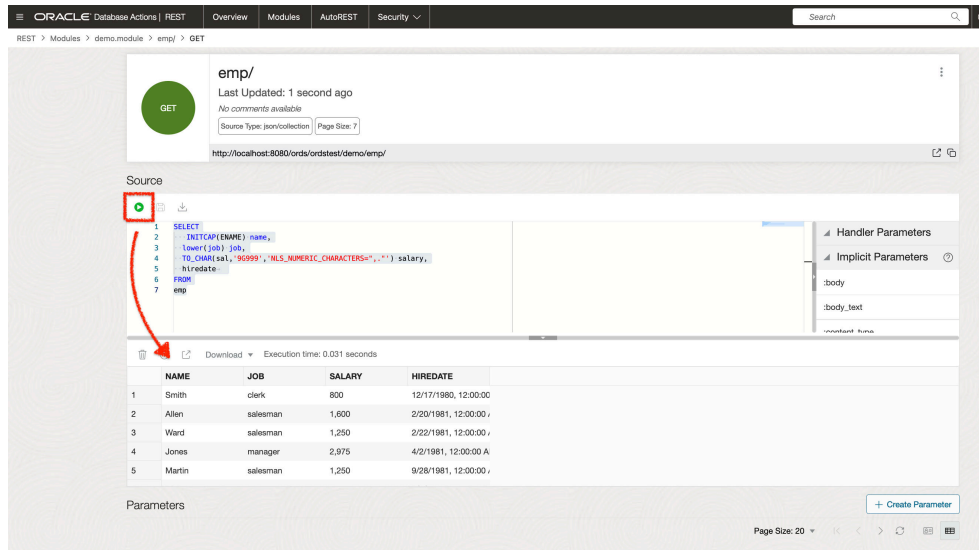 ORACLE Database Actions | REST Overview Modules AutoREST Security Search
REST > Modules > demo.module > emp/ > GET
GET
emp/
Last Updated: 1 second ago
No comments available
Source Type: json/collection Page Size: 7
http://localhost:8080/ords/ordstest/demo/emp/
Source
1 SELECT
2 INITCAP(ENAME) name,
3 lower(job) job,
4 TO_CHAR(sal,'9G999','NLS_NUMERIC_CHARACTERS=",."') salary,
5 hiredate
6 FROM
7 emp
Handler Parameters
Implicit Parameters
:body
:body_text
:content_type
Download Execution time: 0.031 seconds
NAME JOB SALARY HIREDATE
1 Smith clerk 800 12/17/1980, 12:00:00
2 Allen salesman 1,600 2/20/1981, 12:00:00
3 Ward salesman 1,250 2/22/1981, 12:00:00
4 Jones manager 2,975 4/2/1981, 12:00:00 A
5 Martin salesman 1,250 9/28/1981, 12:00:00
Parameters
+ Create Parameter
Page Size: 20